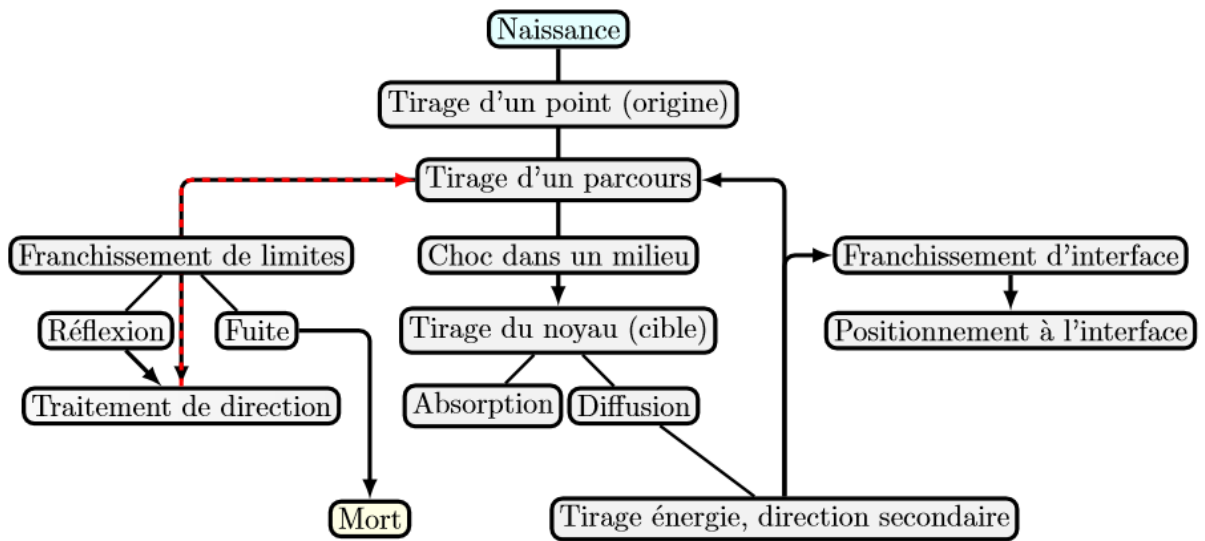 Naissance
Tirage d'un point (origine)
Tirage d'un parcours
Franchissement de limites
Choc dans un milieu
Franchissement d'interface
Réflexion
Fuite
Tirage du noyau (cible)
Positionnement à l'interface
Traitement de direction
Absorption
Diffusion
Mort
Tirage énergie, direction secondaire